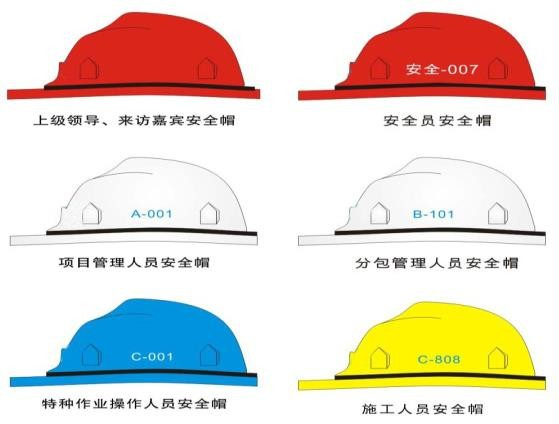 上级领导、来访嘉宾安全帽
安全-007
安全员安全帽
A-001
项目管理人员安全帽
B-101
分包管理人员安全帽
C-001
特种作业操作人员安全帽
C-808
施工人员安全帽